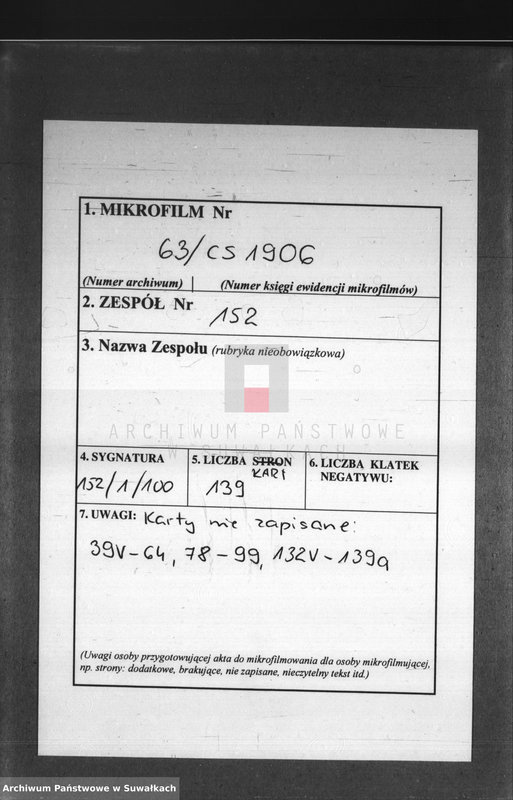 1. MIKROFILM Nr
63/CS 1906
(Numer archiwum) (Numer księgi ewidencji mikrofilmów)
2. ZESPÓŁ Nr
152
3. Nazwa Zespołu (rubryka nieobowiązkowa)
ARCHIWUM PAŃSTWOWE
W SUWAŁKACH
4. SYGNATURA
152/1/100
5. LICZBA STRON
KART
139
6. LICZBA KLATEK
NEGATYWU:
7. UWAGI: Karty nie zapisane:
39v-64, 78-99, 132v-139a
(Uwagi osoby przygotowującej akta do mikrofilmowania dla osoby mikrofilmującej,
np. strony: dodatkowe, brakujące, nie zapisane, nieczytelny tekst itd.)
Archiwum Państwowe w Suwałkach